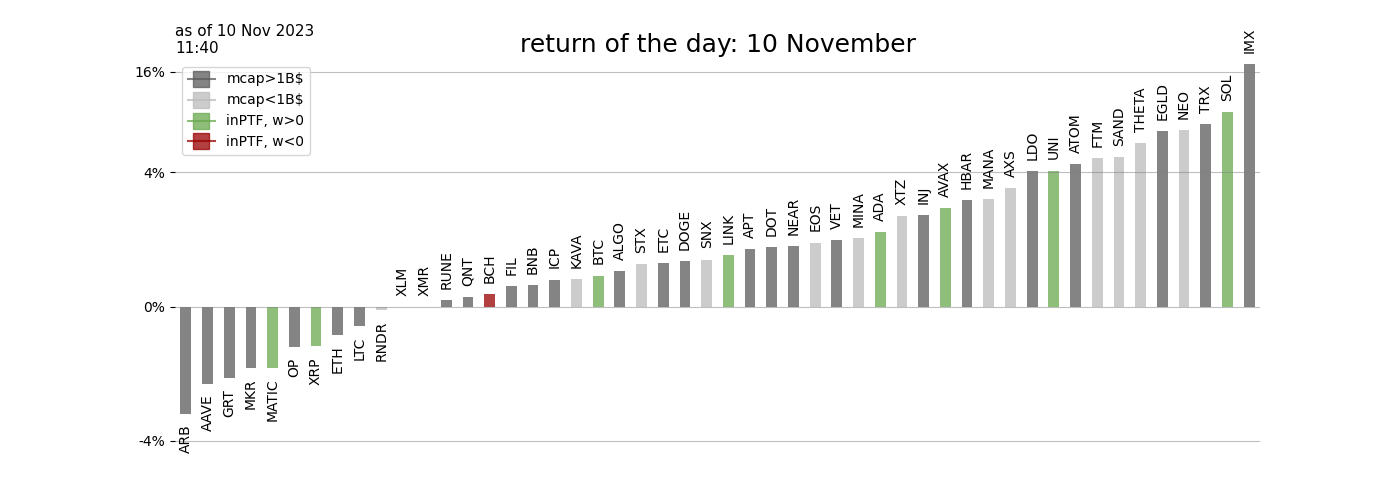 as of 10 Nov 2023
11:40
return of the day: 10 November
mcap>1B$
mcap<1B$
inPTF, w>0
inPTF, w<0
16%
4%
0%
-4%
ARB
AAVE
GRT
MKR
MATIC
OP
XRP
ETH
LTC
RNDR
XLM
XMR
RUNE
QNT
BCH
FIL
BNB
ICP
KAVA
BTC
ALGO
STX
ETC
DOGE
SNX
LINK
APT
DOT
NEAR
EOS
VET
MINA
ADA
XTZ
INJ
AVAX
HBAR
MANA
AXS
LDO
UNI
ATOM
FTM
SAND
THETA
EGLD
NEO
TRX
SOL
IMX